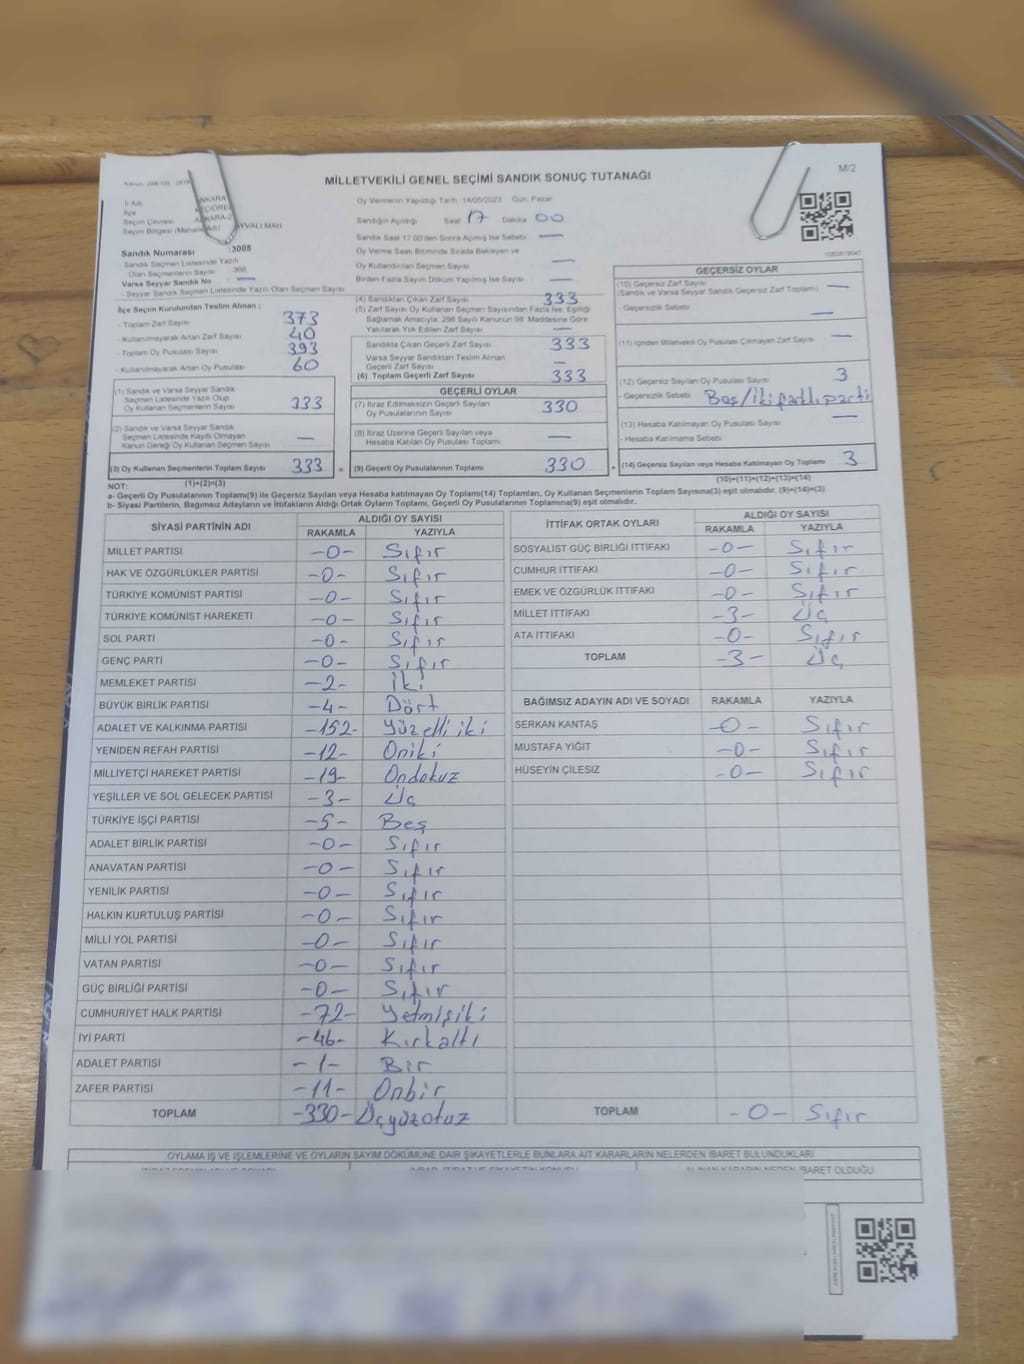 M/2
MİLLETVEKİLİ GENEL SEÇİMİ SANDIK SONUÇ TUTANAĞI
İl Adı
İlçe
Seçim Çevresi
Seçim Bölgesi
Sandık Numarası :3008
- Sandık Seçmen Listesinde Yazılı
Olan Seçmenlerin Sayısı
Varsa Seyyar Sandık No —
- Seyyar Sandık Seçmen Listesinde Yazılı Olan Seçmen Sayısı
İlçe Seçim Kurulundan Teslim Alınan ;
- Toplam Zarf Sayısı 373
- Kullanılmayarak Artan Zarf Sayısı 40
- Toplam Oy Pusulası Sayısı 393
- Kullanılmayarak Artan Oy Pusulası 60
(1) Sandık ve Varsa Seyyar Sandık
Seçmen Listesinde Yazılı Olup
Oy Kullanan Seçmenlerin Sayısı 333
(2) Sandık ve Varsa Seyyar Sandık
Seçmen Listesinde Kayıtlı Olmayan
Kanun Gereği Oy Kullanan Seçmen Sayısı —
(3) Oy Kullanan Seçmenlerin Toplam Sayısı 333 =
(1)+(2)=(3)
Oy Vermenin Yapıldığı Tarih: 14/05/2023 Gün: Pazar
Sandığın Açıldığı Saat 17 Dakika 00
Sandık Saat 17:00'den Sonra Açılmış İse Sebebi —
Oy Verme Saati Bitiminde Sırada Bekleyen ve
Oy Kullandırılan Seçmen Sayısı —
Birden Fazla Sayım Döküm Yapılmış İse Sayısı —
(4) Sandıktan Çıkan Zarf Sayısı 333
(5) Zarf Sayısı Oy Kullanan Seçmen Sayısından Fazla İse, Eşitliği
Sağlamak Amacıyla, 298 Sayılı Kanunun 98. Maddesine Göre
Yakılarak Yok Edilen Zarf Sayısı —
Sandıkta Çıkan Geçerli Zarf Sayısı 333
Varsa Seyyar Sandıktan Teslim Alınan
Geçerli Zarf Sayısı —
(6) Toplam Geçerli Zarf Sayısı 333
GEÇERLİ OYLAR
(7) İtiraz Edilmeksizin Geçerli Sayılan
Oy Pusulalarının Sayısı 330
(8) İtiraz Üzerine Geçerli Sayılan veya
Hesaba Katılan Oy Pusulası Toplamı —
(9) Geçerli Oy Pusulalarının Toplamı 330 +
GEÇERSİZ OYLAR
(10) Geçersiz Zarf Sayısı
(Sandık ve Varsa Seyyar Sandık Geçersiz Zarf Toplamı) —
- Geçersizlik Sebebi —
(11) İçinden Milletvekili Oy Pusulası Çıkmayan Zarf Sayısı —
(12) Geçersiz Sayılan Oy Pusulası Sayısı 3
- Geçersizlik Sebebi Boş/İki farklı parti
(13) Hesaba Katılmayan Oy Pusulası Sayısı —
- Hesaba Katılmama Sebebi
(14) Geçersiz Sayılan veya Hesaba Katılmayan Oy Toplamı 3
(10)+(11)+(12)+(13)=(14)
NOT:
a- Geçerli Oy Pusulalarının Toplamı(9) ile Geçersiz Sayılan veya Hesaba katılmayan Oy Toplamı(14) Toplamları, Oy Kullanan Seçmenlerin Toplam Sayısına(3) eşit olmalıdır. (9)+(14)=(3)
b- Siyasi Partilerin, Bağımsız Adayların ve İttifakların Aldığı Ortak Oyların Toplamı, Geçerli Oy Pusulalarının Toplamına(9) eşit olmalıdır.
SİYASİ PARTİNİN ADI ALDIĞI OY SAYISI
RAKAMLA YAZIYLA
MİLLET PARTİSİ -0- Sıfır
HAK VE ÖZGÜRLÜKLER PARTİSİ -0- Sıfır
TÜRKİYE KOMÜNİST PARTİSİ -0- Sıfır
TÜRKİYE KOMÜNİST HAREKETİ -0- Sıfır
SOL PARTİ -0- Sıfır
GENÇ PARTİ -0- Sıfır
MEMLEKET PARTİSİ -2- İki
BÜYÜK BİRLİK PARTİSİ -4- Dört
ADALET VE KALKINMA PARTİSİ -152- Yüzelli iki
YENİDEN REFAH PARTİSİ -12- Oniki
MİLLİYETÇİ HAREKET PARTİSİ -19- Ondokuz
YEŞİLLER VE SOL GELECEK PARTİSİ -3- Üç
TÜRKİYE İŞÇİ PARTİSİ -5- Beş
ADALET BİRLİK PARTİSİ -0- Sıfır
ANAVATAN PARTİSİ -0- Sıfır
YENİLİK PARTİSİ -0- Sıfır
HALKIN KURTULUŞ PARTİSİ -0- Sıfır
MİLLİ YOL PARTİSİ -0- Sıfır
VATAN PARTİSİ -0- Sıfır
GÜÇ BİRLİĞİ PARTİSİ -0- Sıfır
CUMHURİYET HALK PARTİSİ -72- Yetmişiki
İYİ PARTİ -46- Kırkaltı
ADALET PARTİSİ -1- Bir
ZAFER PARTİSİ -11- Onbir
TOPLAM -330- Üçyüzotuz
İTTİFAK ORTAK OYLARI ALDIĞI OY SAYISI
RAKAMLA YAZIYLA
SOSYALİST GÜÇ BİRLİĞİ İTTİFAKI -0- Sıfır
CUMHUR İTTİFAKI -0- Sıfır
EMEK VE ÖZGÜRLÜK İTTİFAKI -0- Sıfır
MİLLET İTTİFAKI -3- Üç
ATA İTTİFAKI -0- Sıfır
TOPLAM -3- Üç
BAĞIMSIZ ADAYIN ADI VE SOYADI RAKAMLA YAZIYLA
SERKAN KANTAŞ -0- Sıfır
MUSTAFA YİĞİT -0- Sıfır
HÜSEYİN ÇİLESİZ -0- Sıfır
TOPLAM -0- Sıfır
OYLAMA İŞ VE İŞLEMLERİNE VE OYLARIN SAYIM DÖKÜMÜNE DAİR ŞİKAYETLERLE BUNLARA AİT KARARLARIN NELERDEN İBARET BULUNDUKLARI
ALINAN KARARIN NEDEN İBARET OLDUĞU